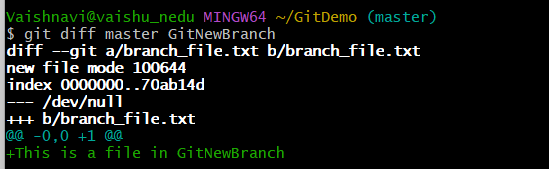 Vaishnavi@vaishu_nedu MINGW64 ~/GitDemo (master)
$ git diff master GitNewBranch
diff --git a/branch_file.txt b/branch_file.txt
new file mode 100644
index 0000000..70ab14d
--- /dev/null
+++ b/branch_file.txt
@@ -0,0 +1 @@
+This is a file in GitNewBranch